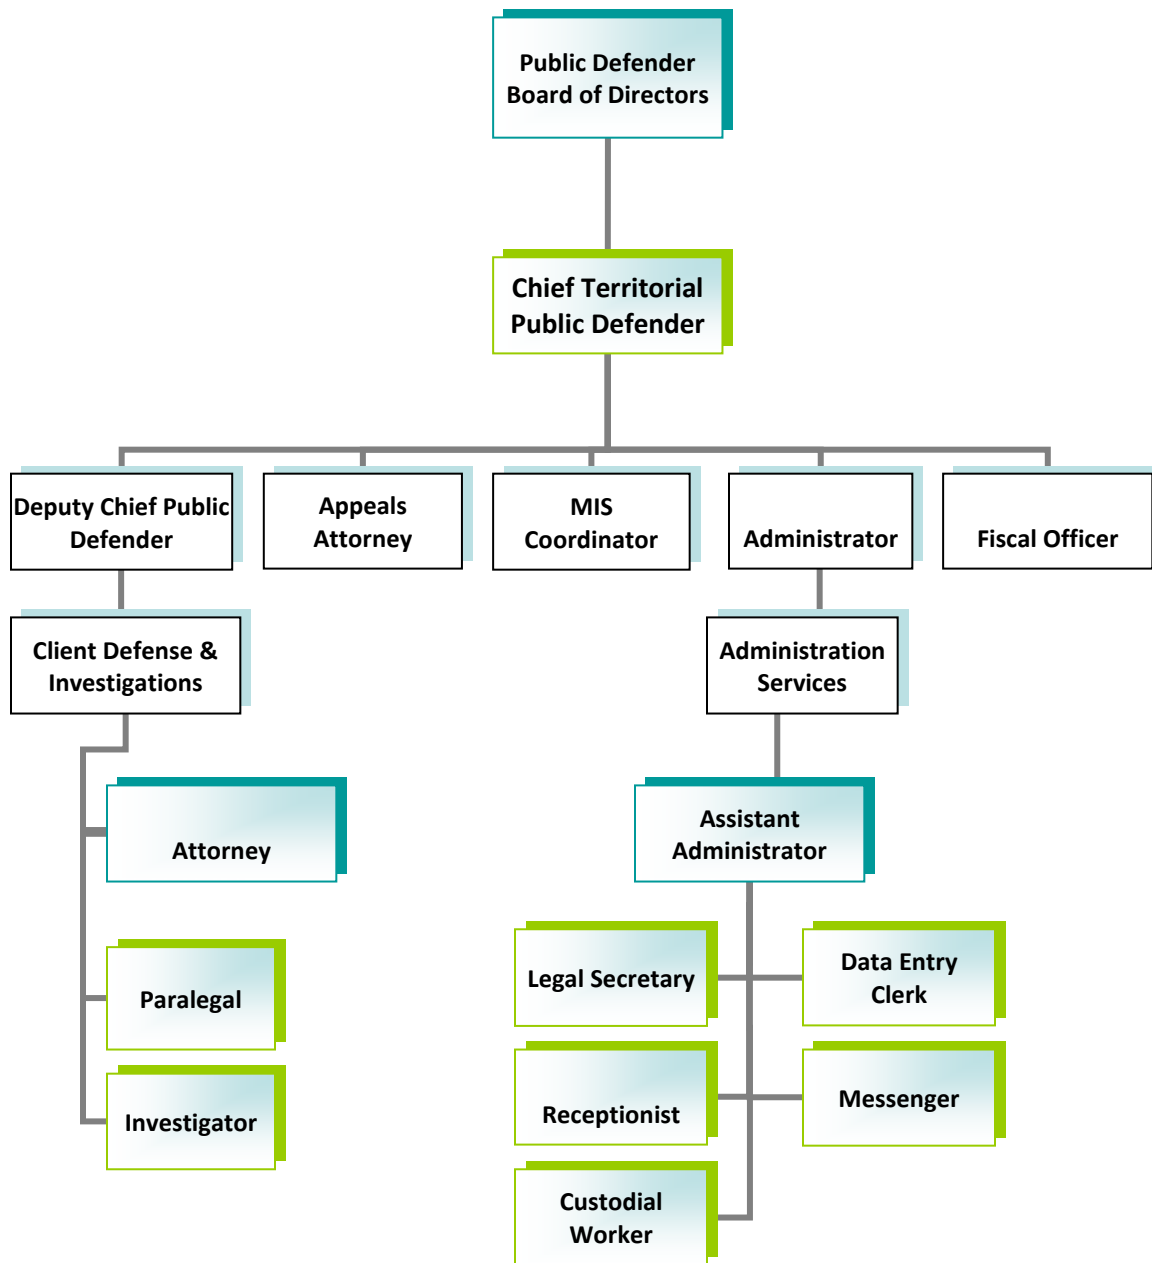 Public Defender
Board of Directors
Chief Territorial
Public Defender
Deputy Chief Public
Defender
Appeals
Attorney
MIS
Coordinator
Administrator
Fiscal Officer
Client Defense &
Investigations
Administration
Services
Attorney
Assistant
Administrator
Paralegal
Investigator
Legal Secretary
Data Entry
Clerk
Receptionist
Messenger
Custodial
Worker